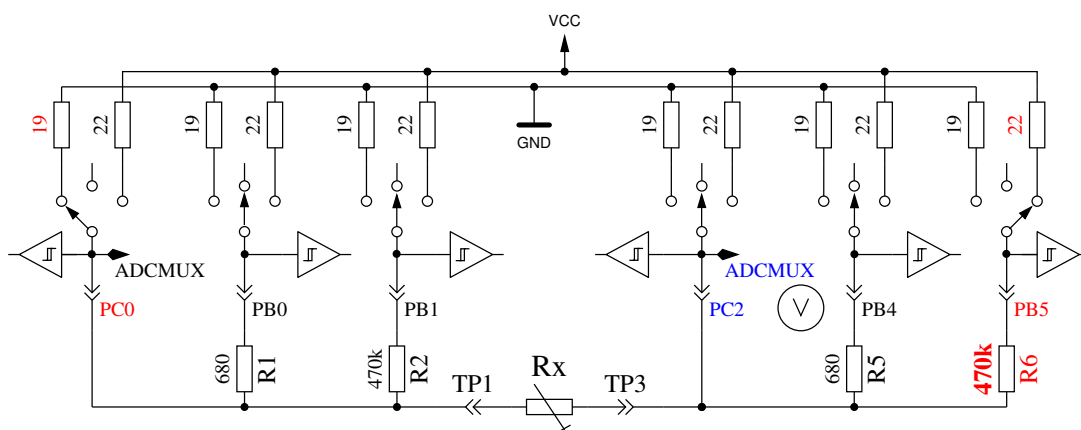 VCC
GND
19
22
19
22
19
22
19
22
19
22
19
22
ADCMUX
ADCMUX
PC0
PB0
PB1
PC2
V
PB4
PB5
680
R1
470k
R2
680
R5
470k
R6
TP1
Rx
TP3